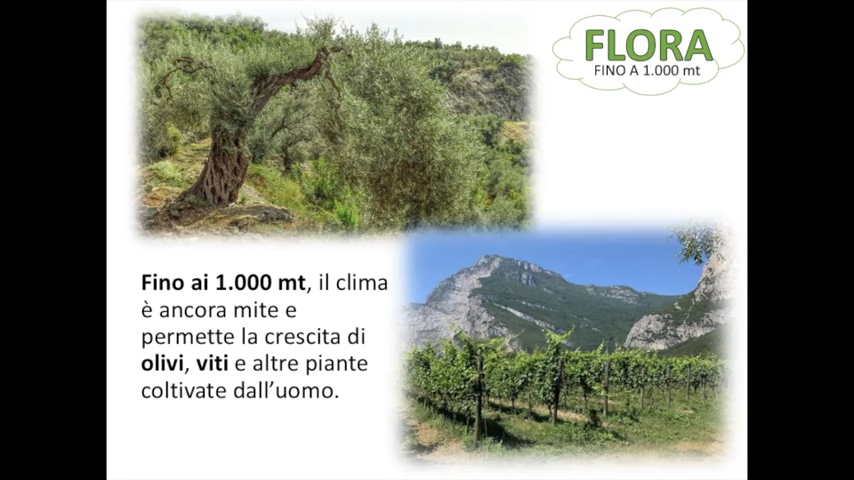 FLORA
FINO A 1.000 mt
Fino ai 1.000 mt, il clima
è ancora mite e
permette la crescita di
olivi, viti e altre piante
coltivate dall’uomo.